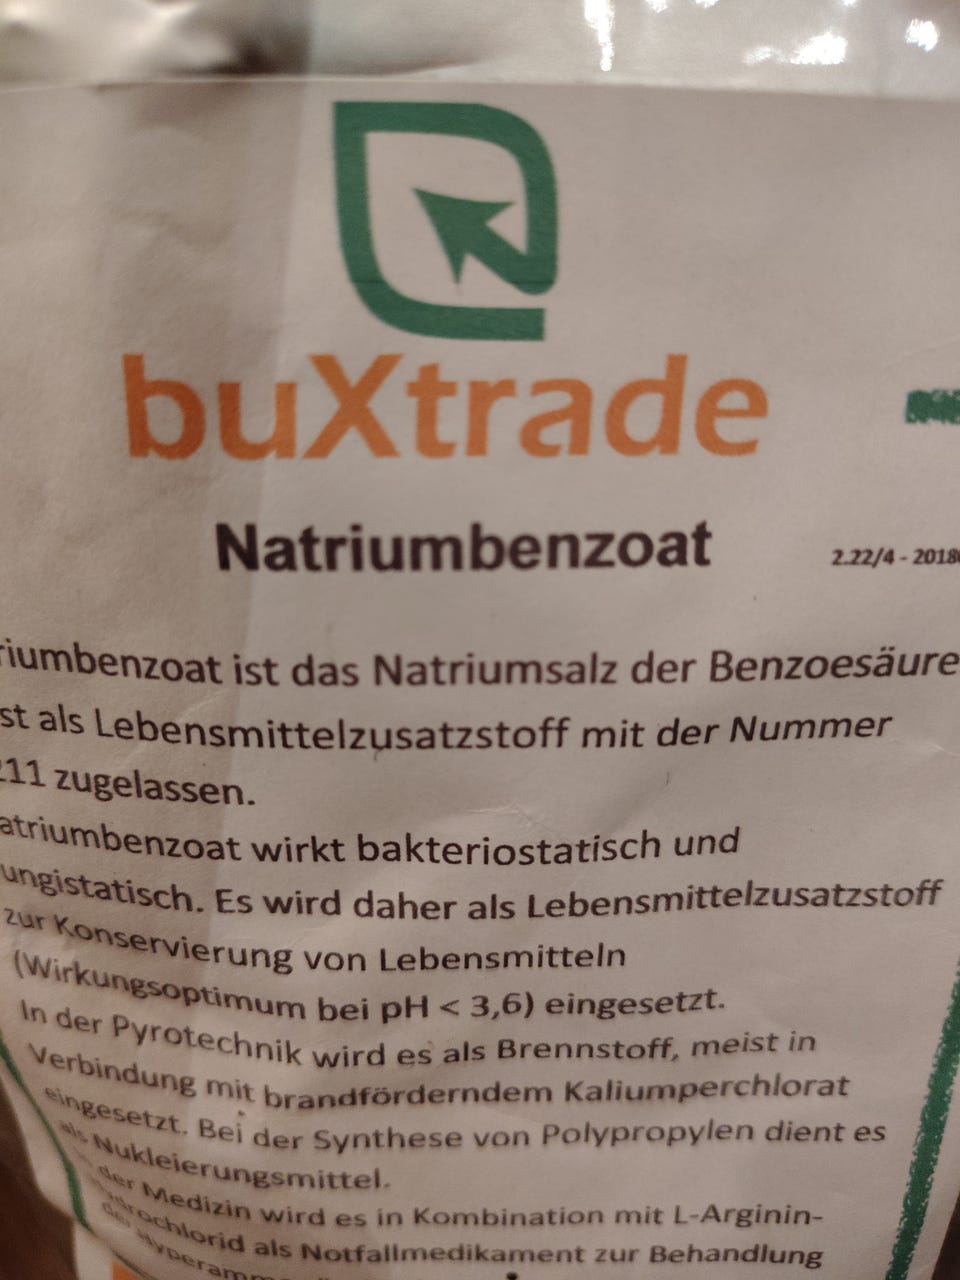 buXtrade
Natriumbenzoat
2.22/4 - 2018
riumbenzoat ist das Natriumsalz der Benzoesäure
st als Lebensmittelzusatzstoff mit der Nummer
211 zugelassen.
atriumbenzoat wirkt bakteriostatisch und
ungistatisch. Es wird daher als Lebensmittelzusatzstoff
zur Konservierung von Lebensmitteln
(Wirkungsoptimum bei pH < 3,6) eingesetzt.
In der Pyrotechnik wird es als Brennstoff, meist in
Verbindung mit brandförderndem Kaliumperchlorat
eingesetzt. Bei der Synthese von Polypropylen dient es
als Nukleierungsmittel.
der Medizin wird es in Kombination mit L-Arginin-
hydrochlorid als Notfallmedikament zur Behandlung
der